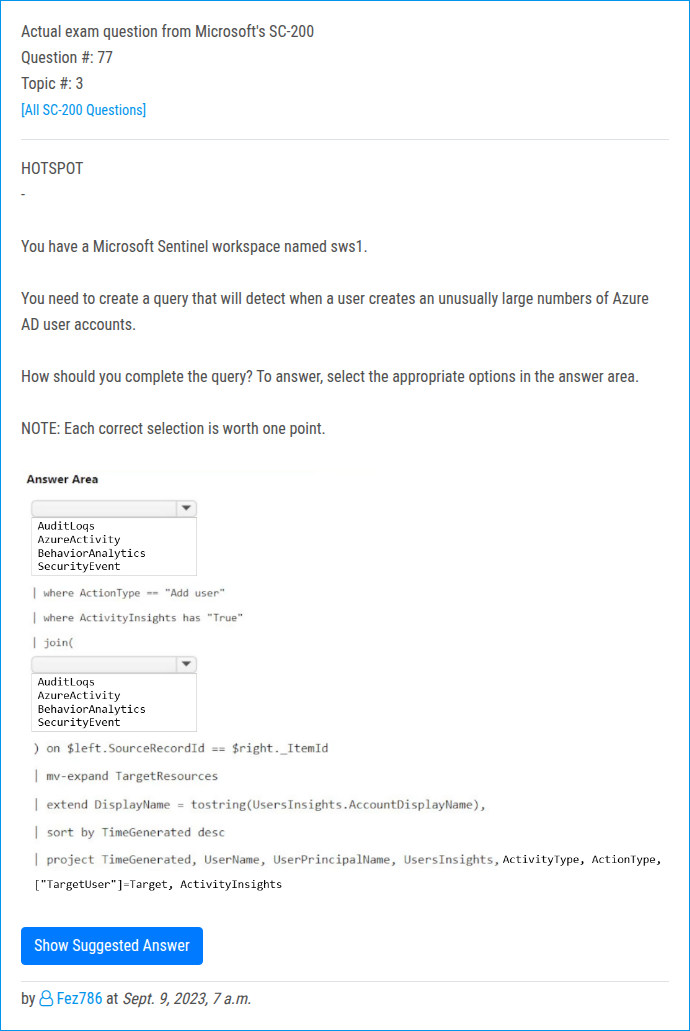 Actual exam question from Microsoft's SC-200
Question #: 77
Topic #: 3
[All SC-200 Questions]
HOTSPOT
-
You have a Microsoft Sentinel workspace named sws1.
You need to create a query that will detect when a user creates an unusually large numbers of Azure
AD user accounts.
How should you complete the query? To answer, select the appropriate options in the answer area.
NOTE: Each correct selection is worth one point.
Answer Area
AuditLoqs
AzureActivity
BehaviorAnalytics
SecurityEvent
| where ActionType == "Add user"
| where ActivityInsights has "True"
| join(
AuditLoqs
AzureActivity
BehaviorAnalytics
SecurityEvent
) on $left.SourceRecordId == $right._ItemId
| mv-expand TargetResources
| extend DisplayName = tostring(UsersInsights.AccountDisplayName),
| sort by TimeGenerated desc
| project TimeGenerated, UserName, UserPrincipalName, UsersInsights, ActivityType, ActionType,
["TargetUser"]=Target, ActivityInsights
Show Suggested Answer
by Fez786 at Sept. 9, 2023, 7 a.m.